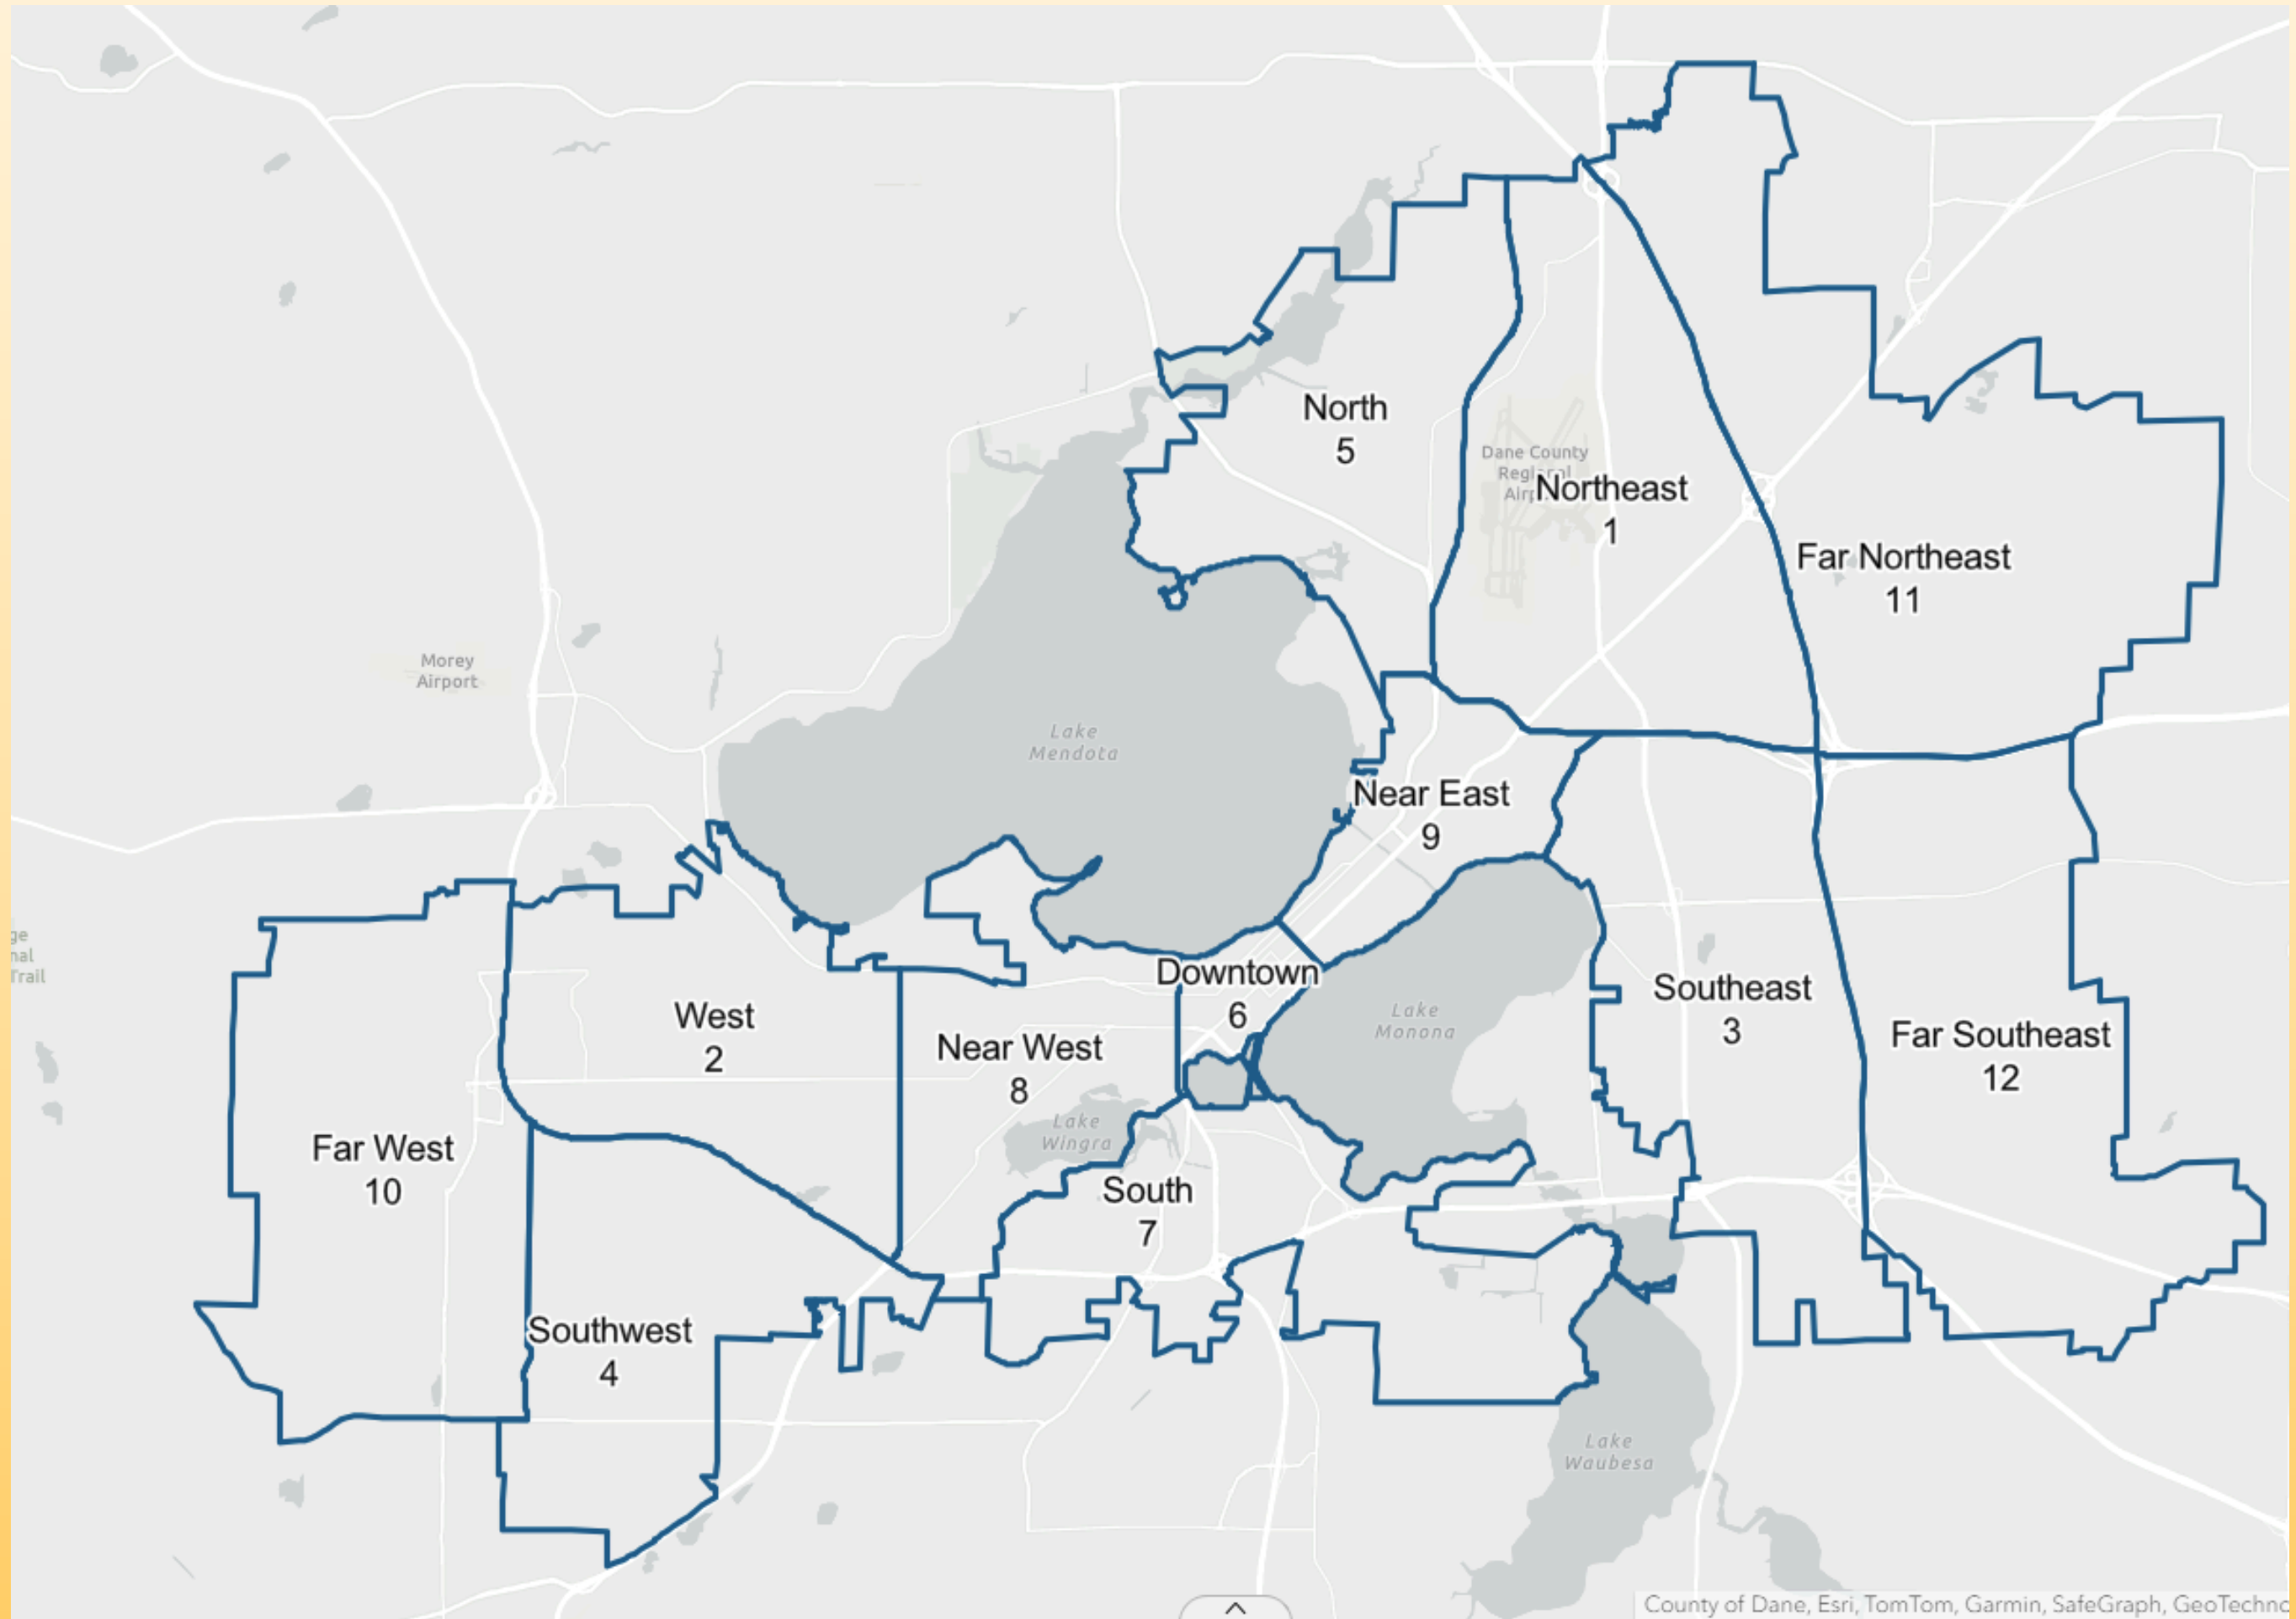 North
5
Dane County
Regional
Northeast
1
Far Northeast
11
Morey
Airport
Lake
Mendota
Near East
9
Trail
Downtown
6
Lake
Monona
Southeast
3
West
2
Near West
8
Far Southeast
12
Lake
Wingra
Far West
10
South
7
Southwest
4
Lake
Waubesa
County of Dane, Esri, TomTom, Garmin, SafeGraph, GeoTechno